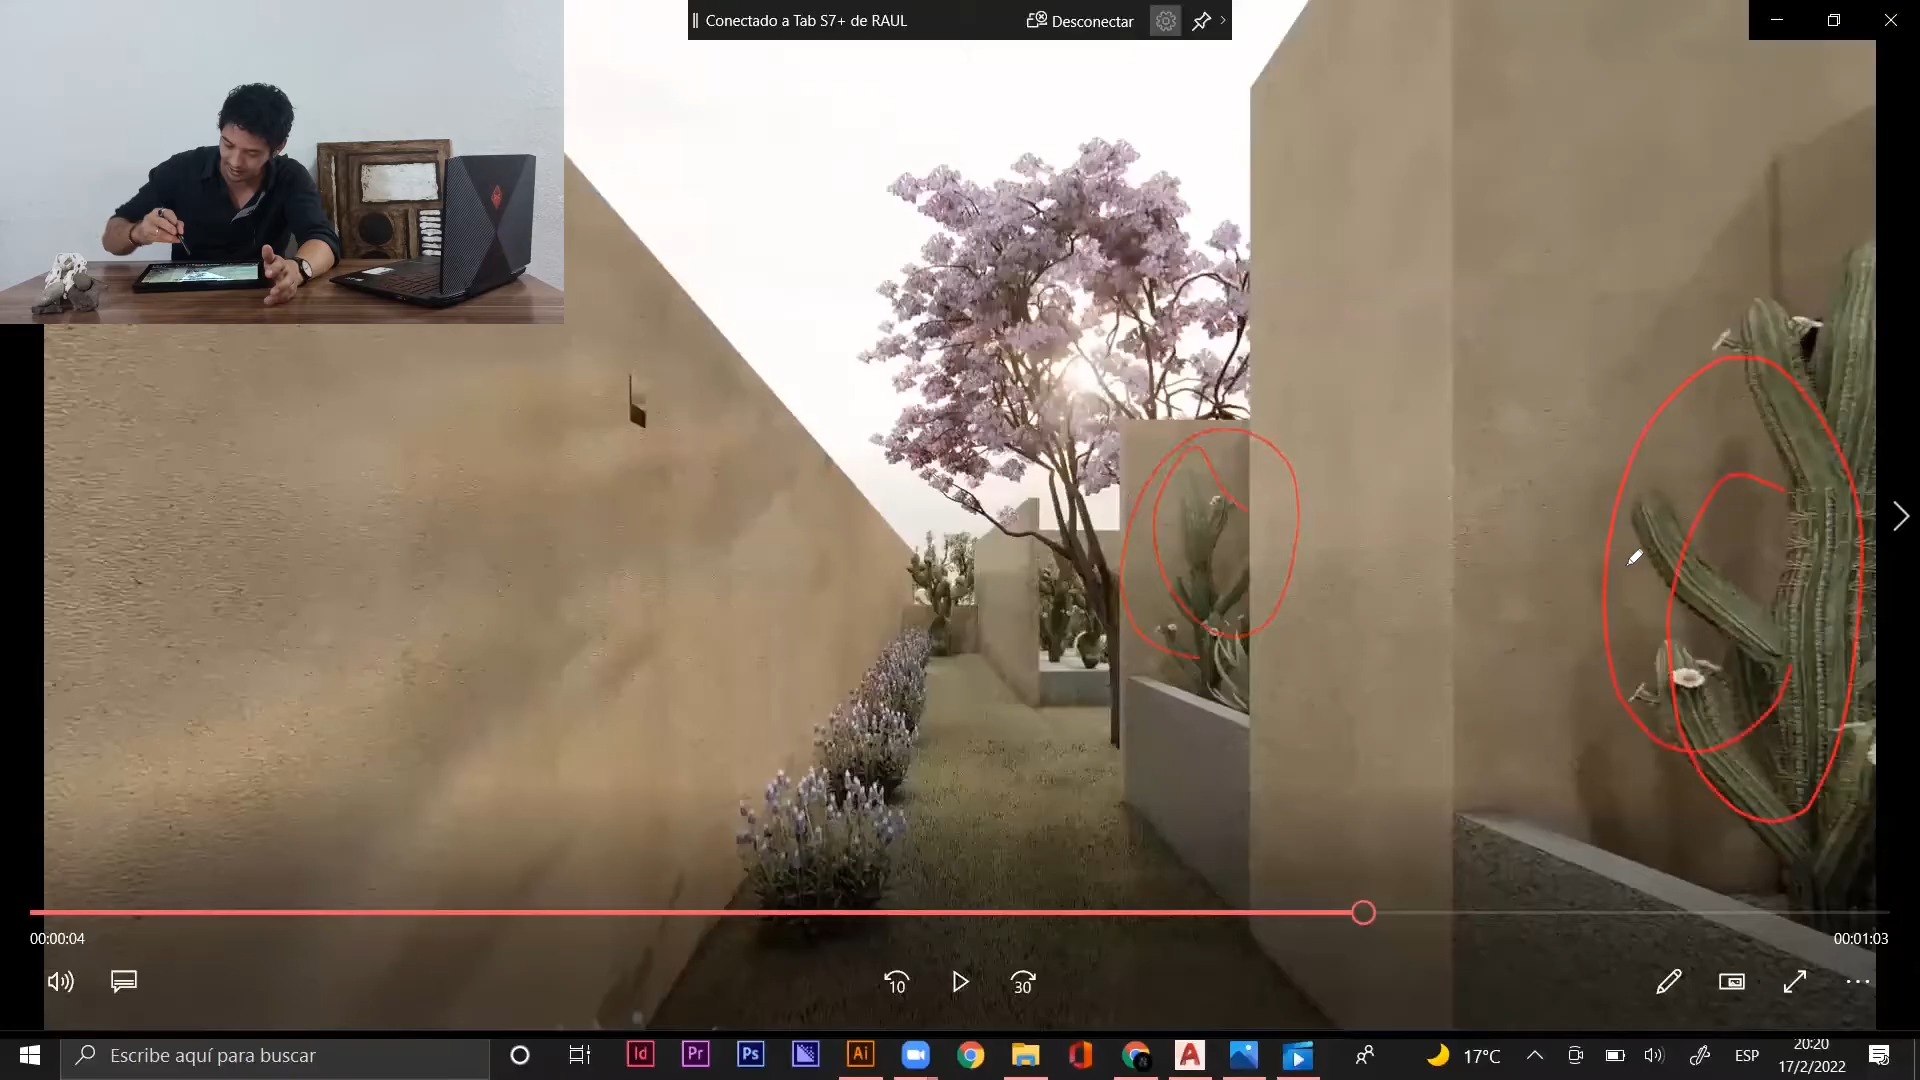 Conectado a Tab S7+ de RAUL
Desconectar
00:00:04
00:01:03
10
30
Escribe aquí para buscar
Id
Pr
Ps
Ai
A
17°C
ESP
20:20
17/2/2022